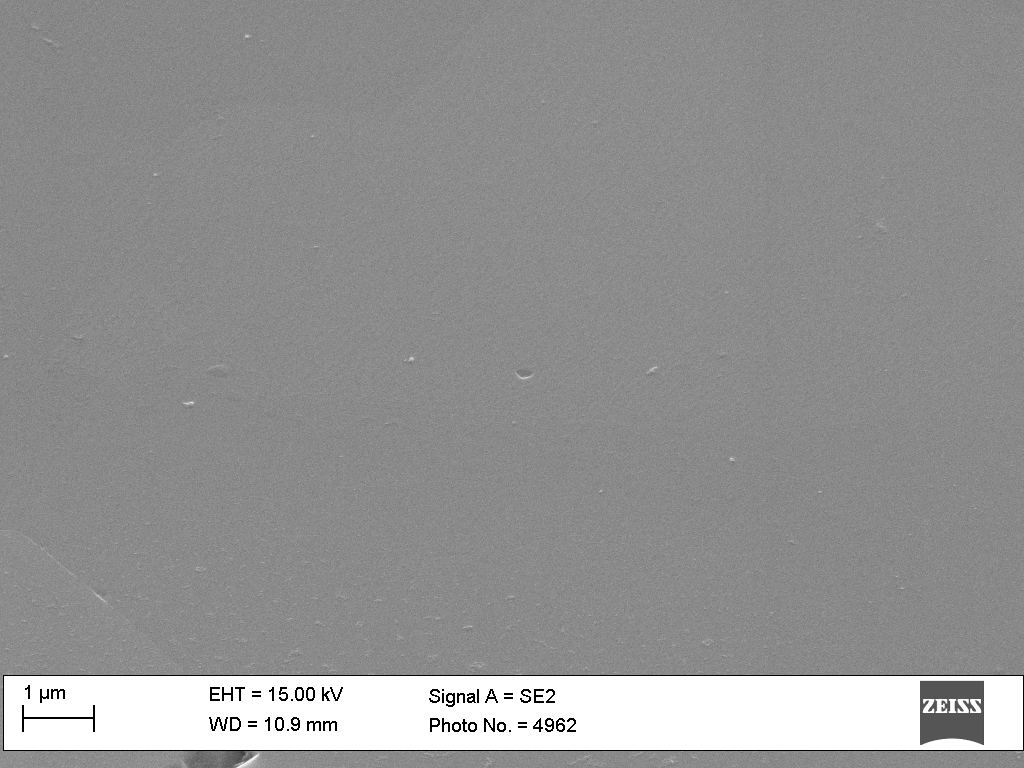 1 µm
EHT = 15.00 kV
WD = 10.9 mm
Signal A = SE2
Photo No. = 4962
ZEISS